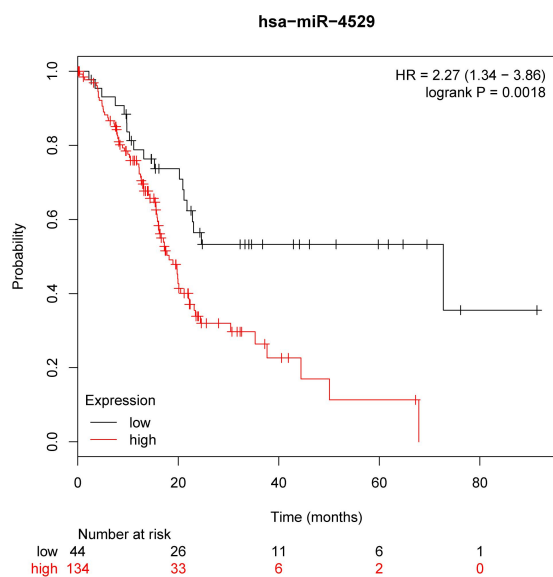 hsa−miR−4529
HR = 2.27 (1.34 − 3.86)
logrank P = 0.0018
1.0
0.8
0.6
0.4
0.2
0.0
Probability
Expression
low
high
0 20 40 60 80
Time (months)
Number at risk
low 44 26 11 6 1
high 134 33 6 2 0